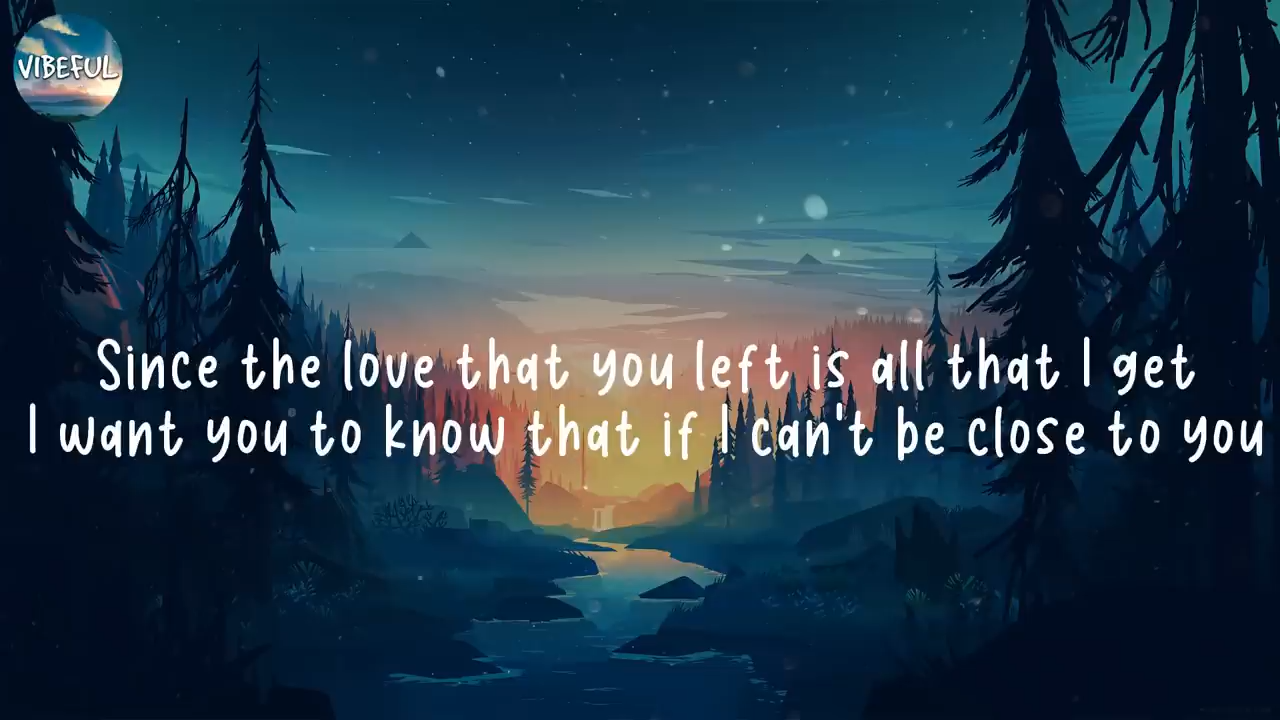 VIBEFUL
Since the love that you left is all that I get
I want you to know that if I can't be close to you